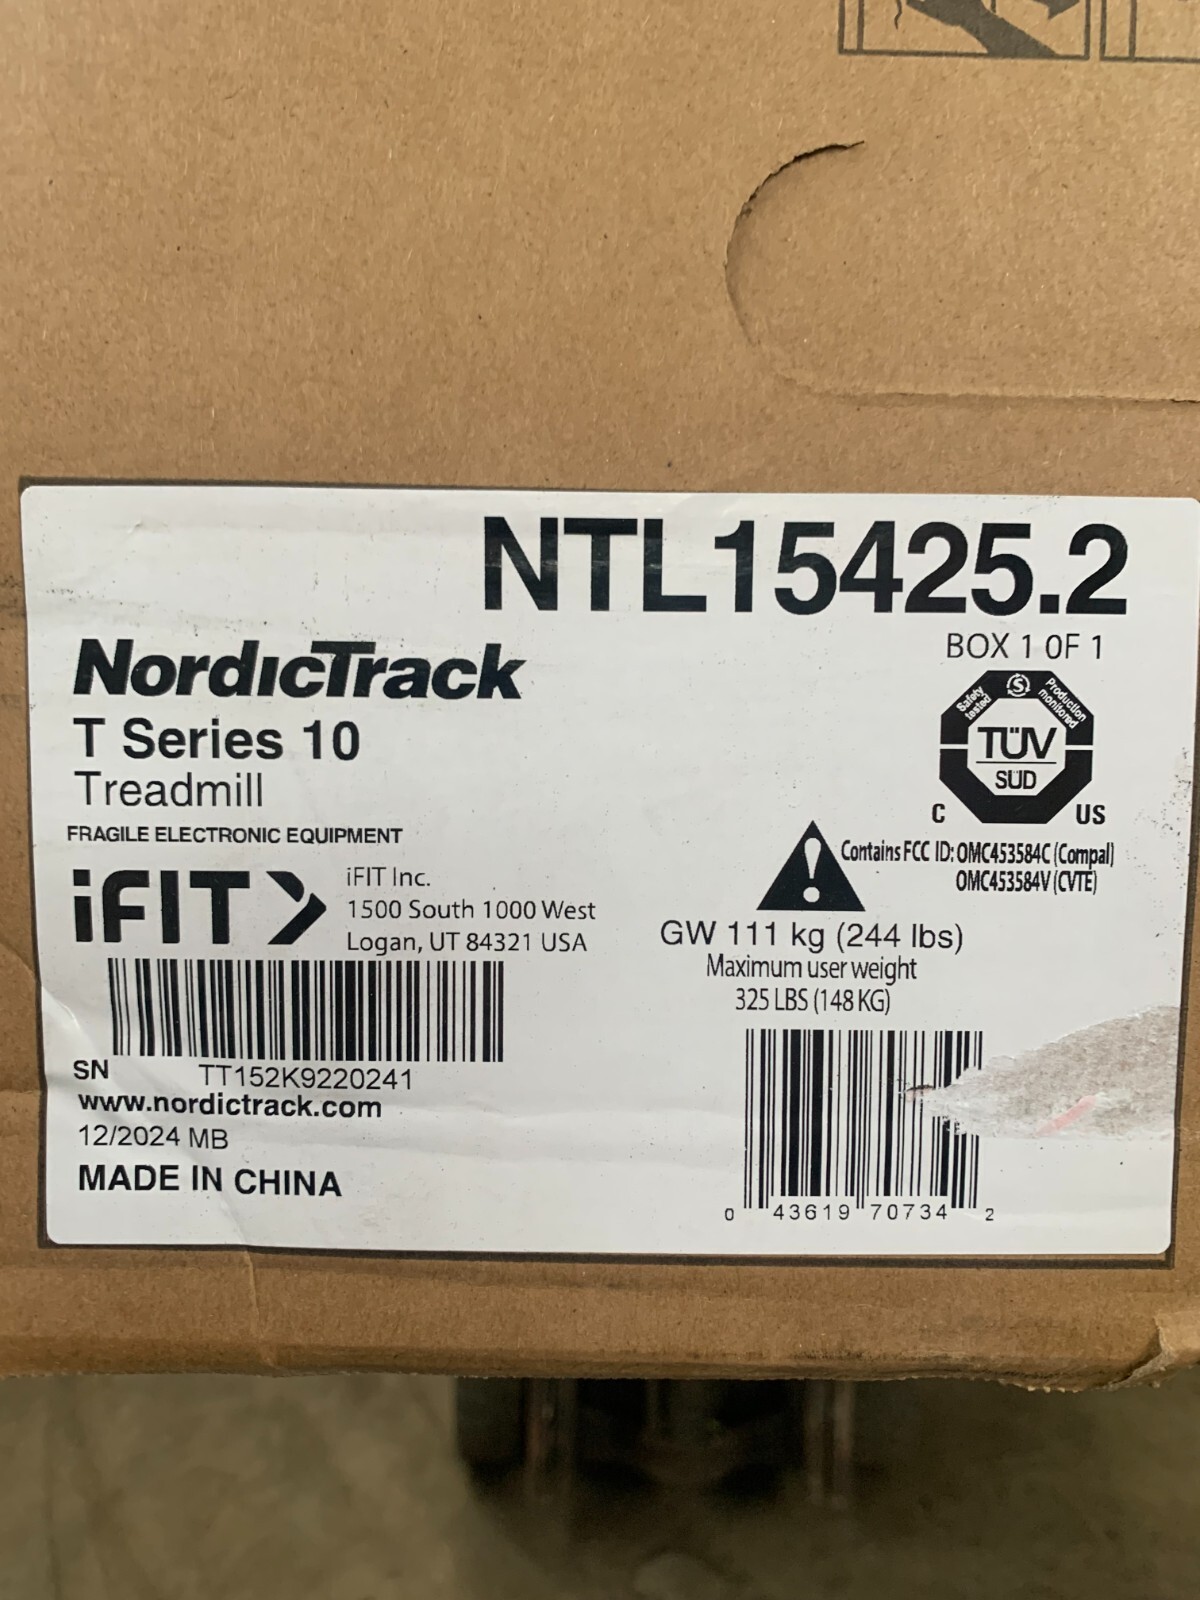 NTL15425.2
BOX 1 OF 1
NordicTrack
T Series 10
Treadmill
FRAGILE ELECTRONIC EQUIPMENT
Safety tested
S
Production monitored
TÜV
SÜD
C US
Contains FCC ID: OMC453584C (Compal)
OMC453584V (CVTE)
iFIT
iFIT Inc.
1500 South 1000 West
Logan, UT 84321 USA
!
GW 111 kg (244 lbs)
Maximum user weight
325 LBS (148 KG)
SN TT152K9220241
www.nordictrack.com
12/2024 MB
MADE IN CHINA
0 43619 70734 2